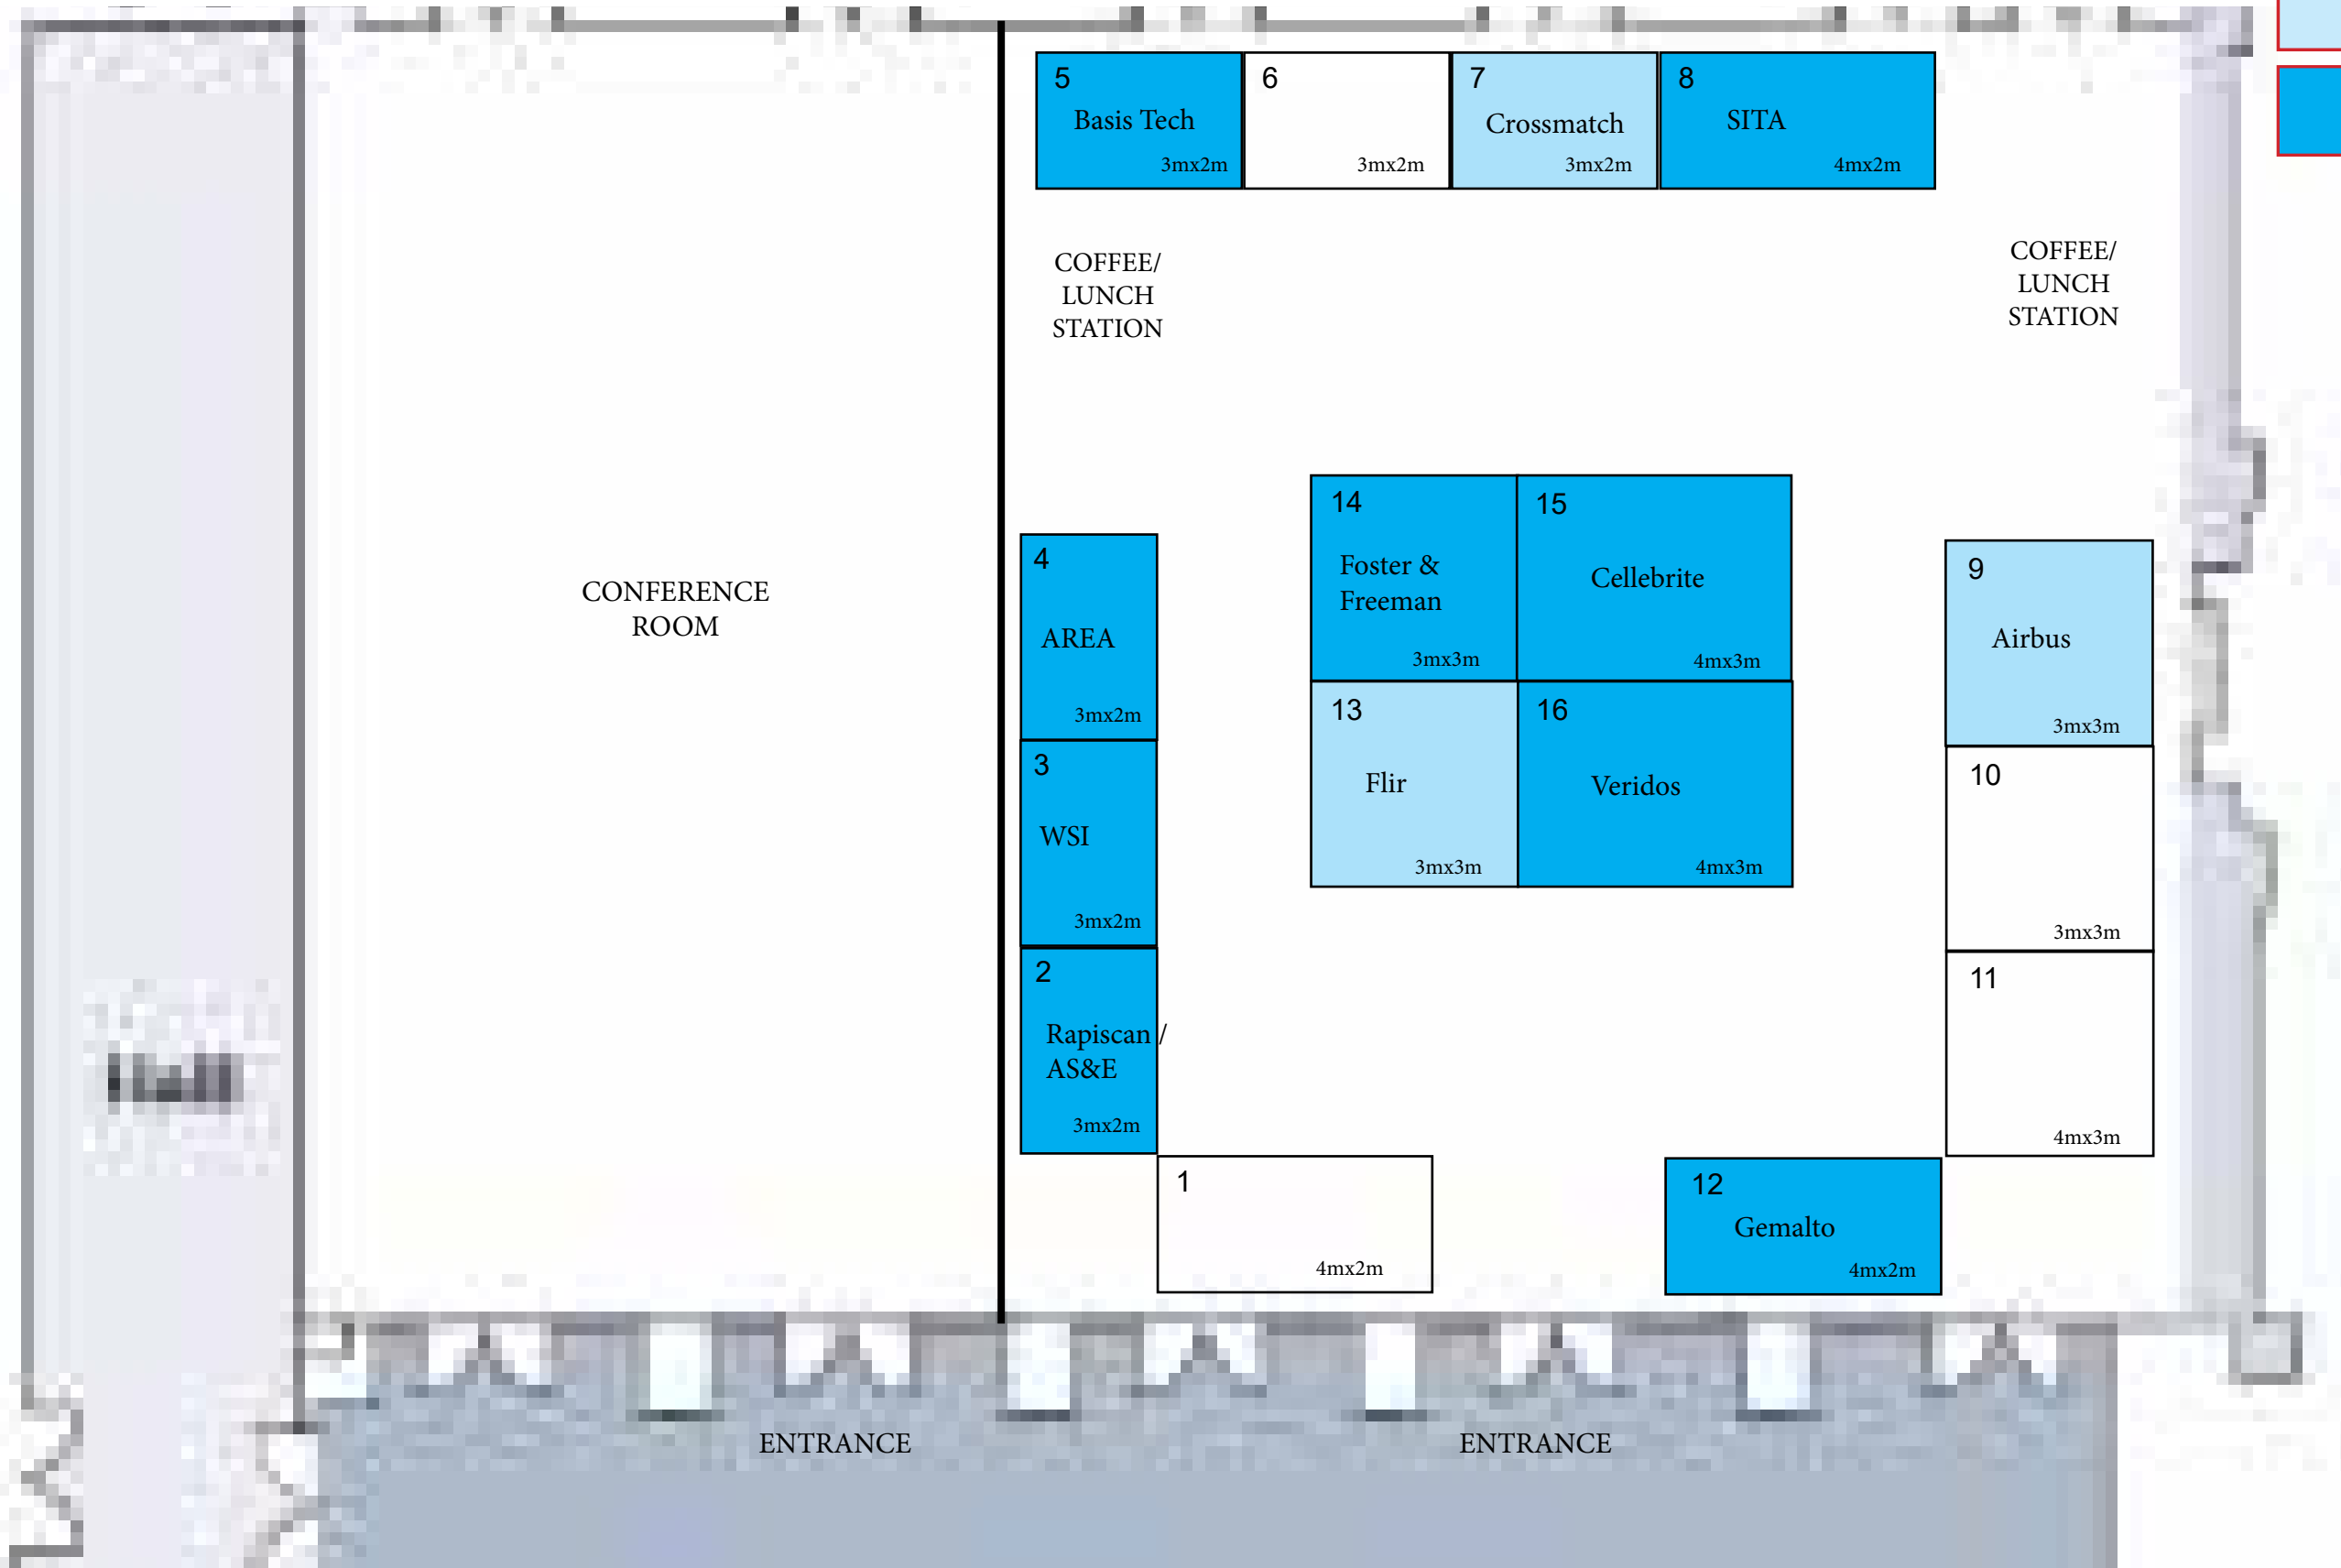 5
Basis Tech
3mx2m
6
3mx2m
7
Crossmatch
3mx2m
8
SITA
4mx2m
COFFEE/
LUNCH
STATION
COFFEE/
LUNCH
STATION
CONFERENCE
ROOM
4
AREA
3mx2m
3
WSI
3mx2m
2
Rapiscan /
AS&E
3mx2m
14
Foster &
Freeman
3mx3m
15
Cellebrite
4mx3m
13
Flir
3mx3m
16
Veridos
4mx3m
9
Airbus
3mx3m
10
3mx3m
11
4mx3m
1
4mx2m
12
Gemalto
4mx2m
ENTRANCE
ENTRANCE